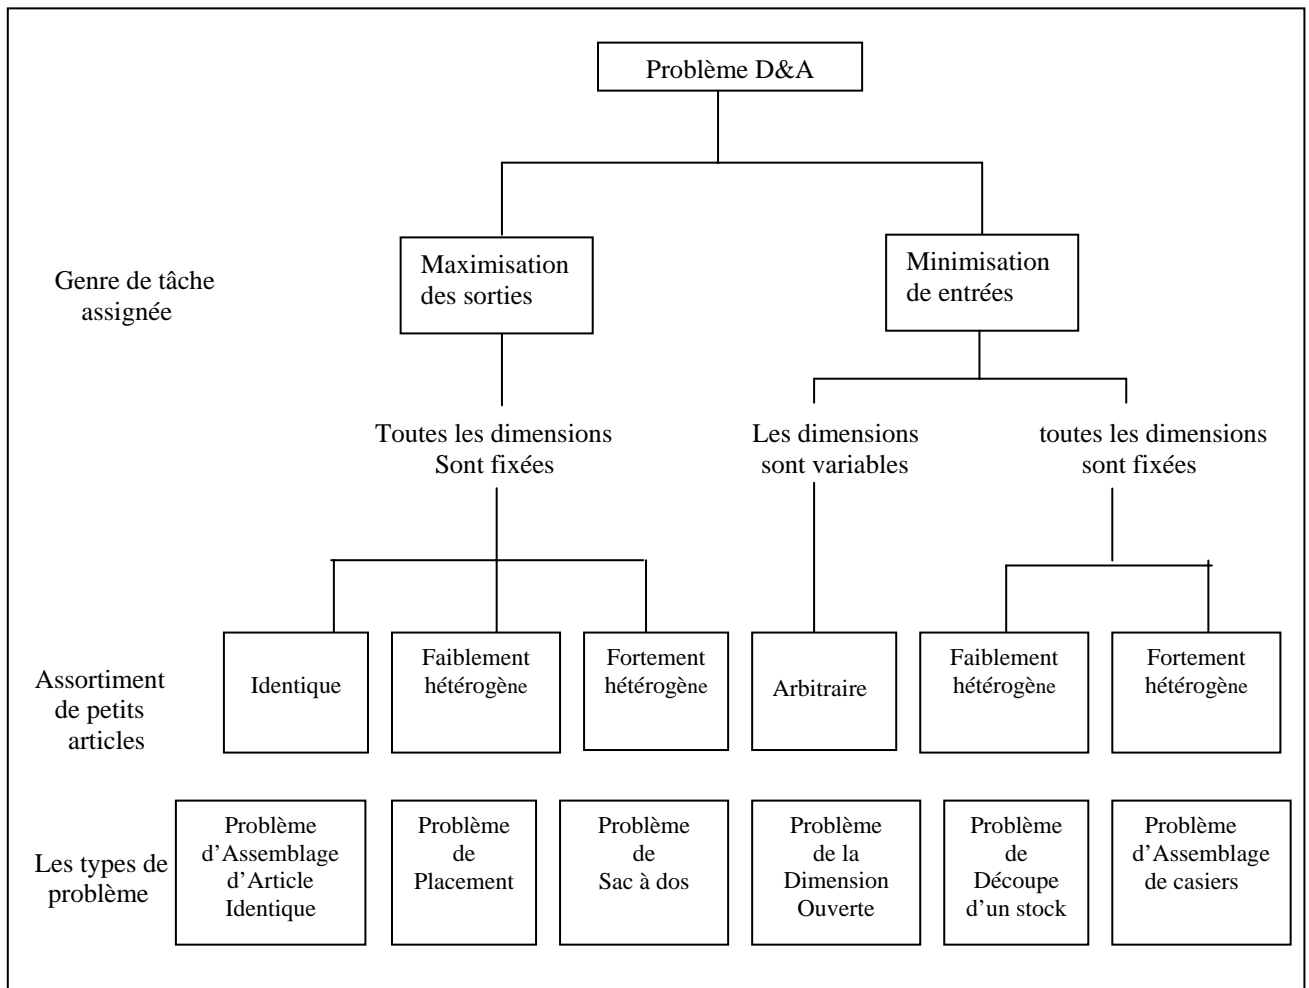 Problème D&A
Genre de tâche
assignée
Maximisation
des sorties
Minimisation
de entrées
Toutes les dimensions
Sont fixées
Les dimensions
sont variables
toutes les dimensions
sont fixées
Assortiment
de petits
articles
Identique
Faiblement
hétérogène
Fortement
hétérogène
Arbitraire
Faiblement
hétérogène
Fortement
hétérogène
Les types de
problème
Problème
d’Assemblage
d’Article
Identique
Problème
de
Placement
Problème
de
Sac à dos
Problème
de la
Dimension
Ouverte
Problème
de
Découpe
d’un stock
Problème
d’Assemblage
de casiers